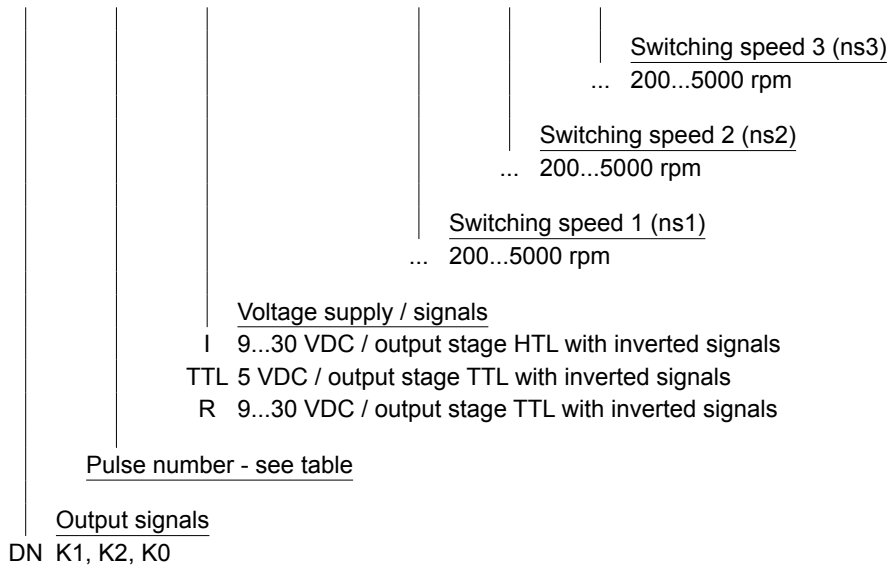 Switching speed 3 (ns3)
... 200...5000 rpm
Switching speed 2 (ns2)
... 200...5000 rpm
Switching speed 1 (ns1)
... 200...5000 rpm
Voltage supply / signals
I 9...30 VDC / output stage HTL with inverted signals
TTL 5 VDC / output stage TTL with inverted signals
R 9...30 VDC / output stage TTL with inverted signals
Pulse number - see table
Output signals
DN K1, K2, K0